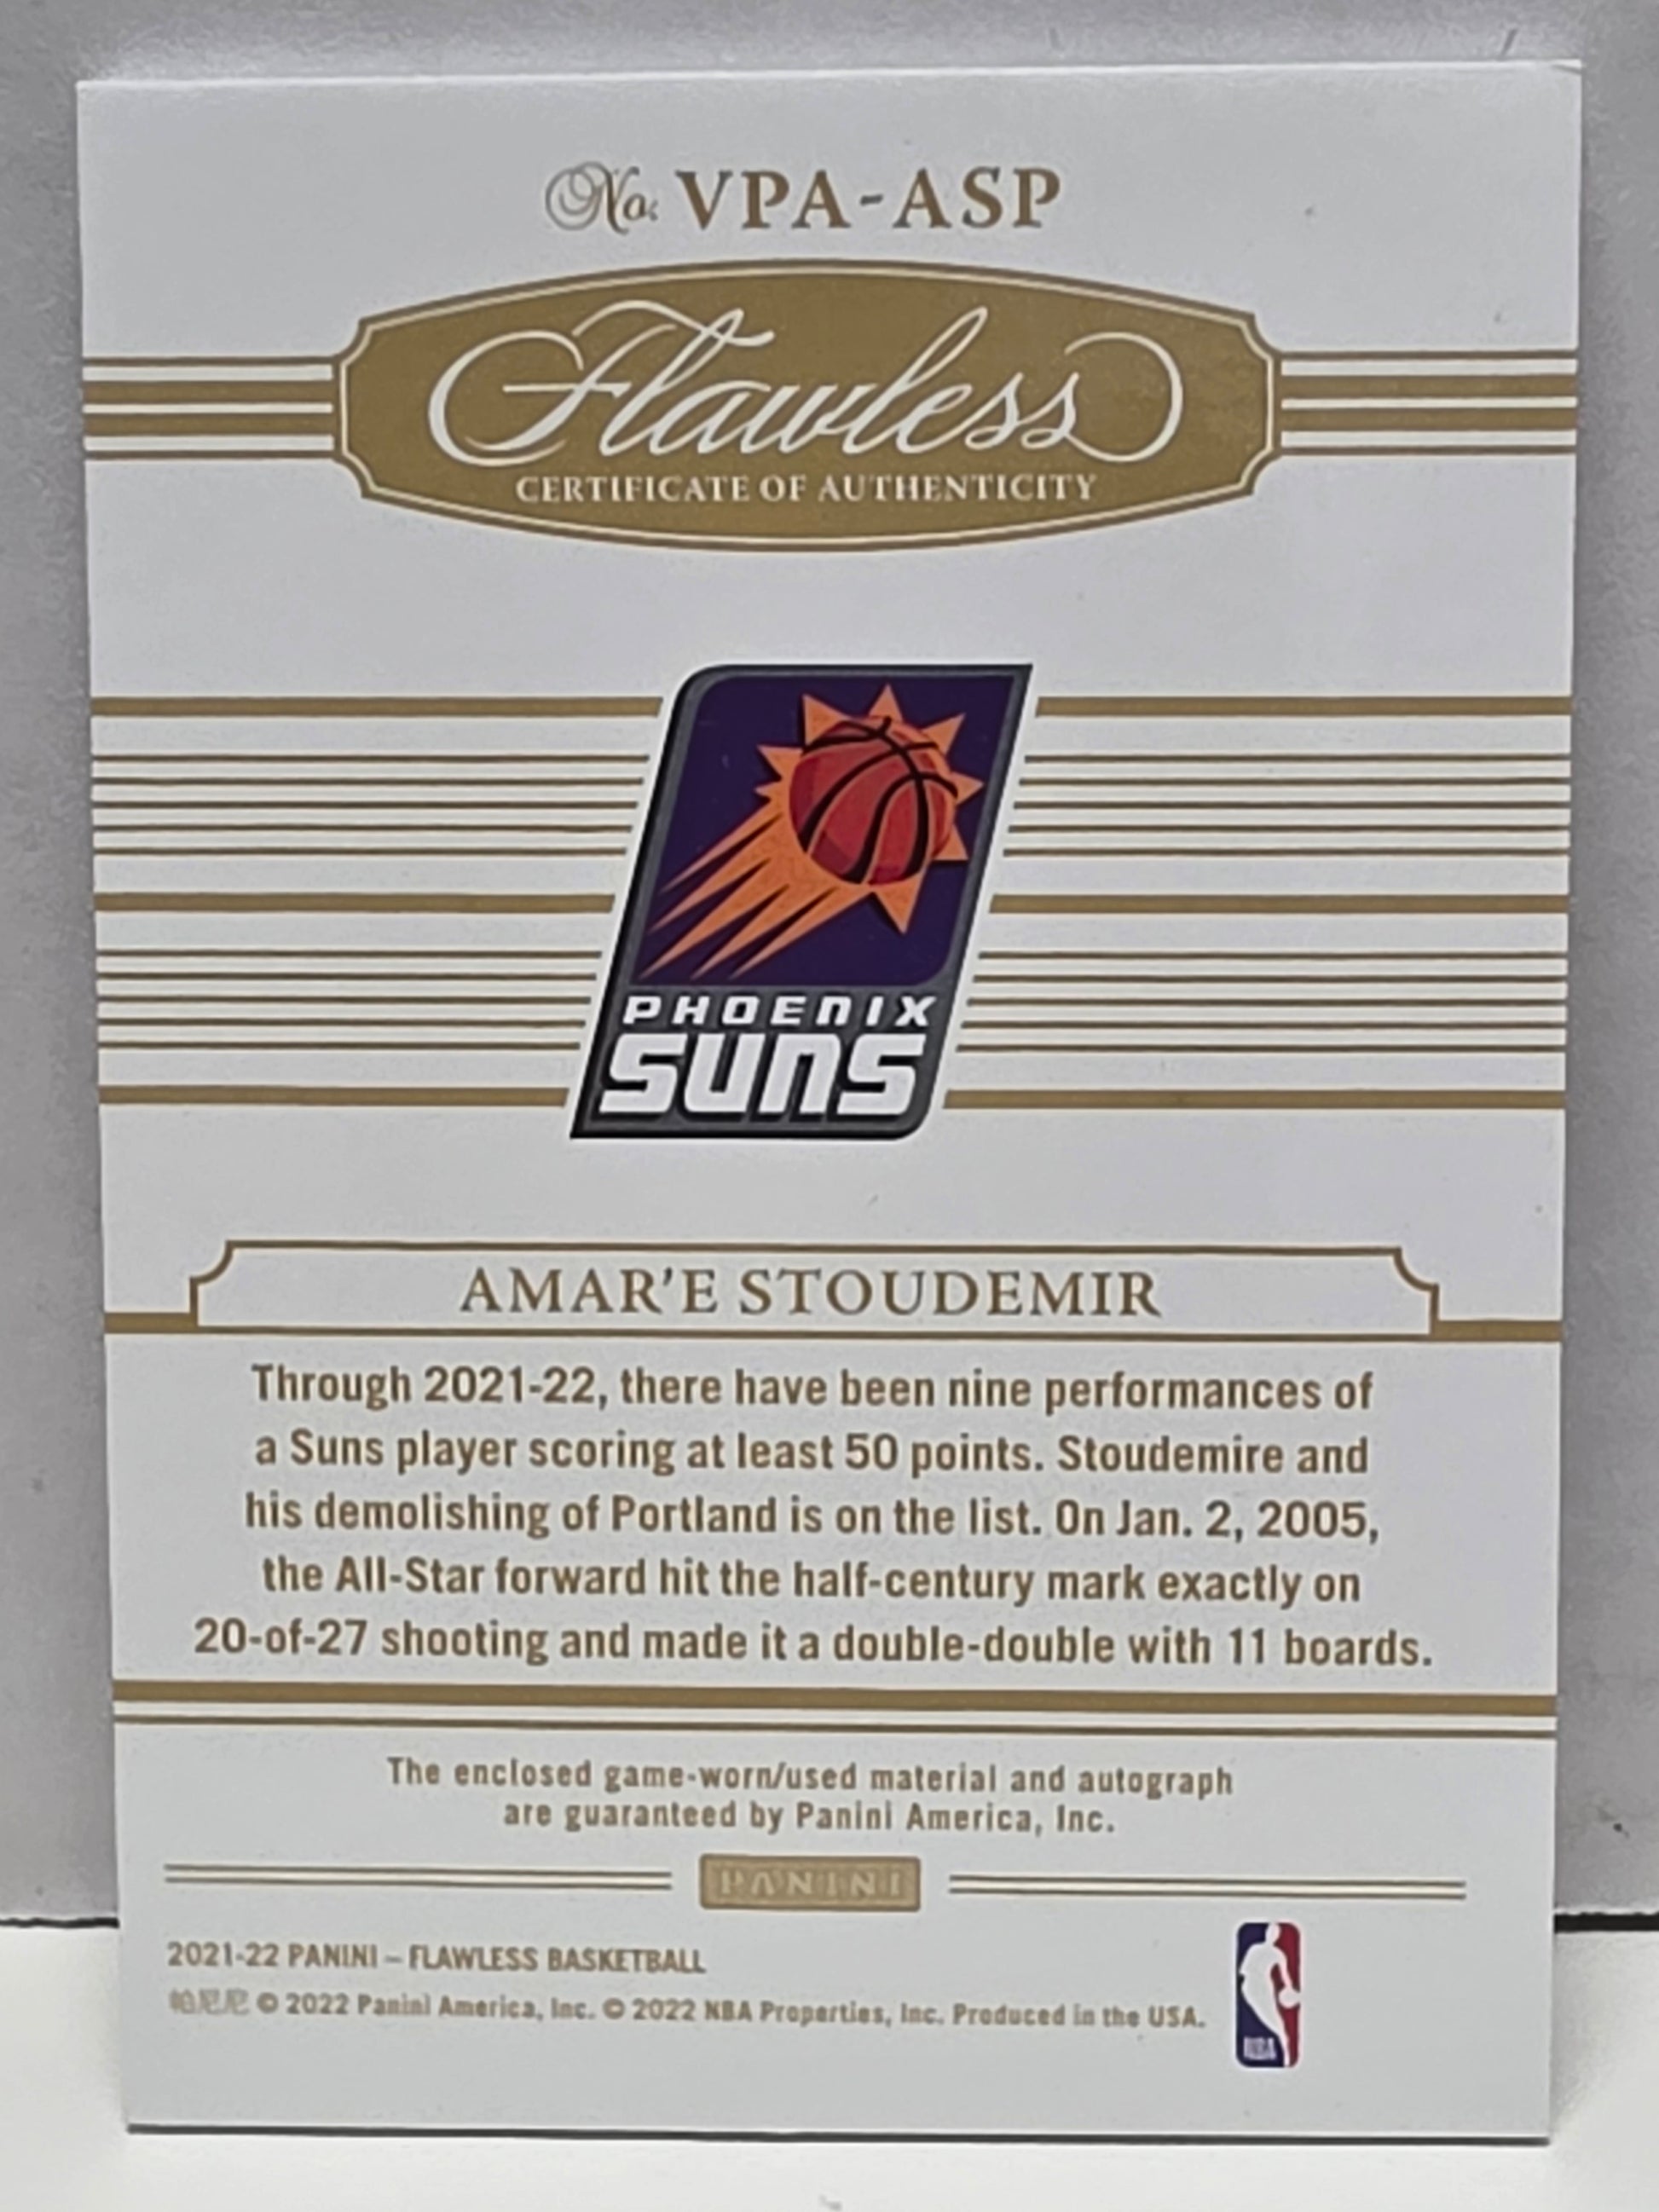 No. VPA-ASP
Flawless
CERTIFICATE OF AUTHENTICITY
PHOENIX
SUNS
AMAR'E STOUDEMIR
Through 2021-22, there have been nine performances of
a Suns player scoring at least 50 points. Stoudemire and
his demolishing of Portland is on the list. On Jan. 2, 2005,
the All-Star forward hit the half-century mark exactly on
20-of-27 shooting and made it a double-double with 11 boards.
The enclosed game-worn/used material and autograph
are guaranteed by Panini America, Inc.
PANINI
2021-22 PANINI – FLAWLESS BASKETBALL
帕尼尼 © 2022 Panini America, Inc. © 2022 NBA Properties, Inc. Produced in the USA.
NBA